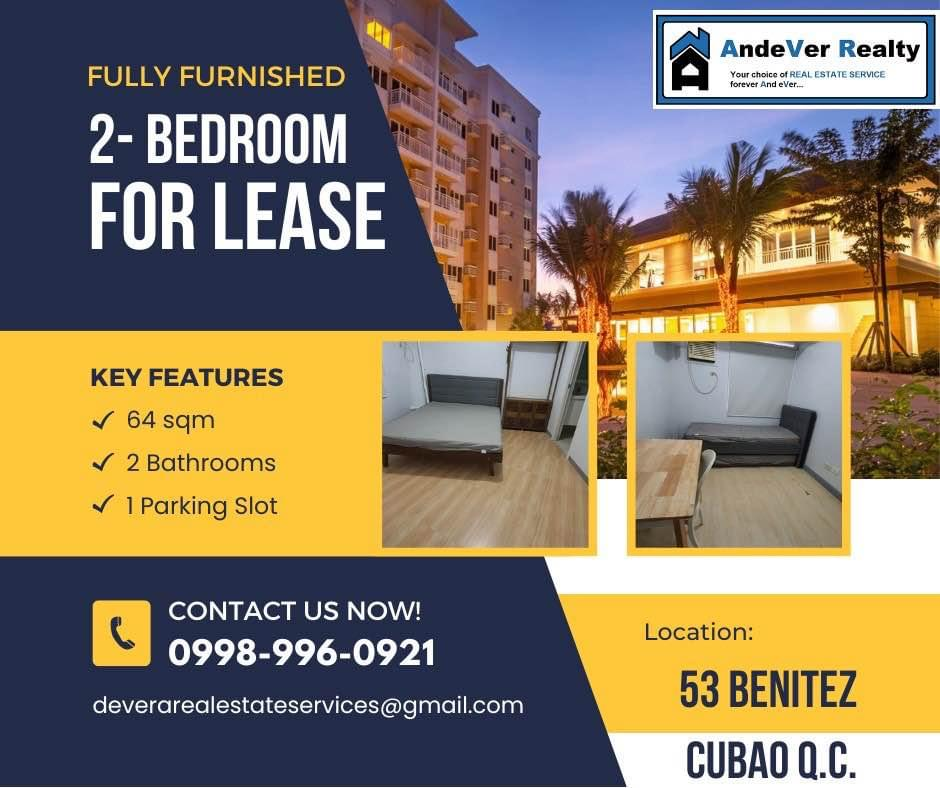 AndeVer Realty
Your choice of REAL ESTATE SERVICE
forever And eVer...
FULLY FURNISHED
2- BEDROOM
FOR LEASE
KEY FEATURES
64 sqm
2 Bathrooms
1 Parking Slot
CONTACT US NOW!
0998-996-0921
deverarealestateservices@gmail.com
Location:
53 BENITEZ
CUBAO Q.C.